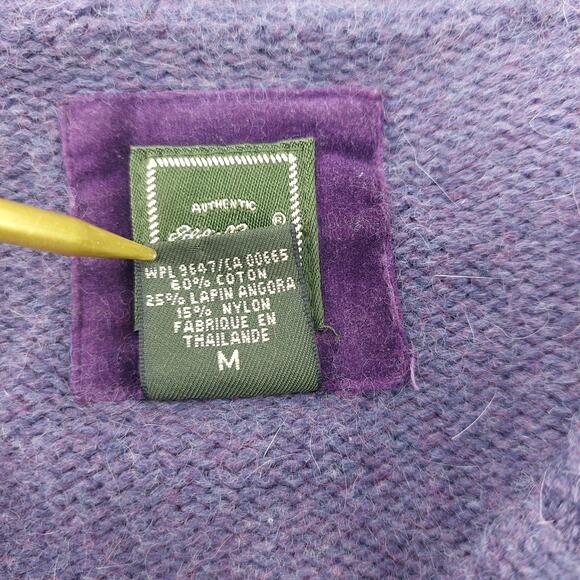 AUTHENTIC
®
WPL 9647/CA 00665
60% COTON
25% LAPIN ANGORA
15% NYLON
FABRIQUE EN
THAILANDE
M